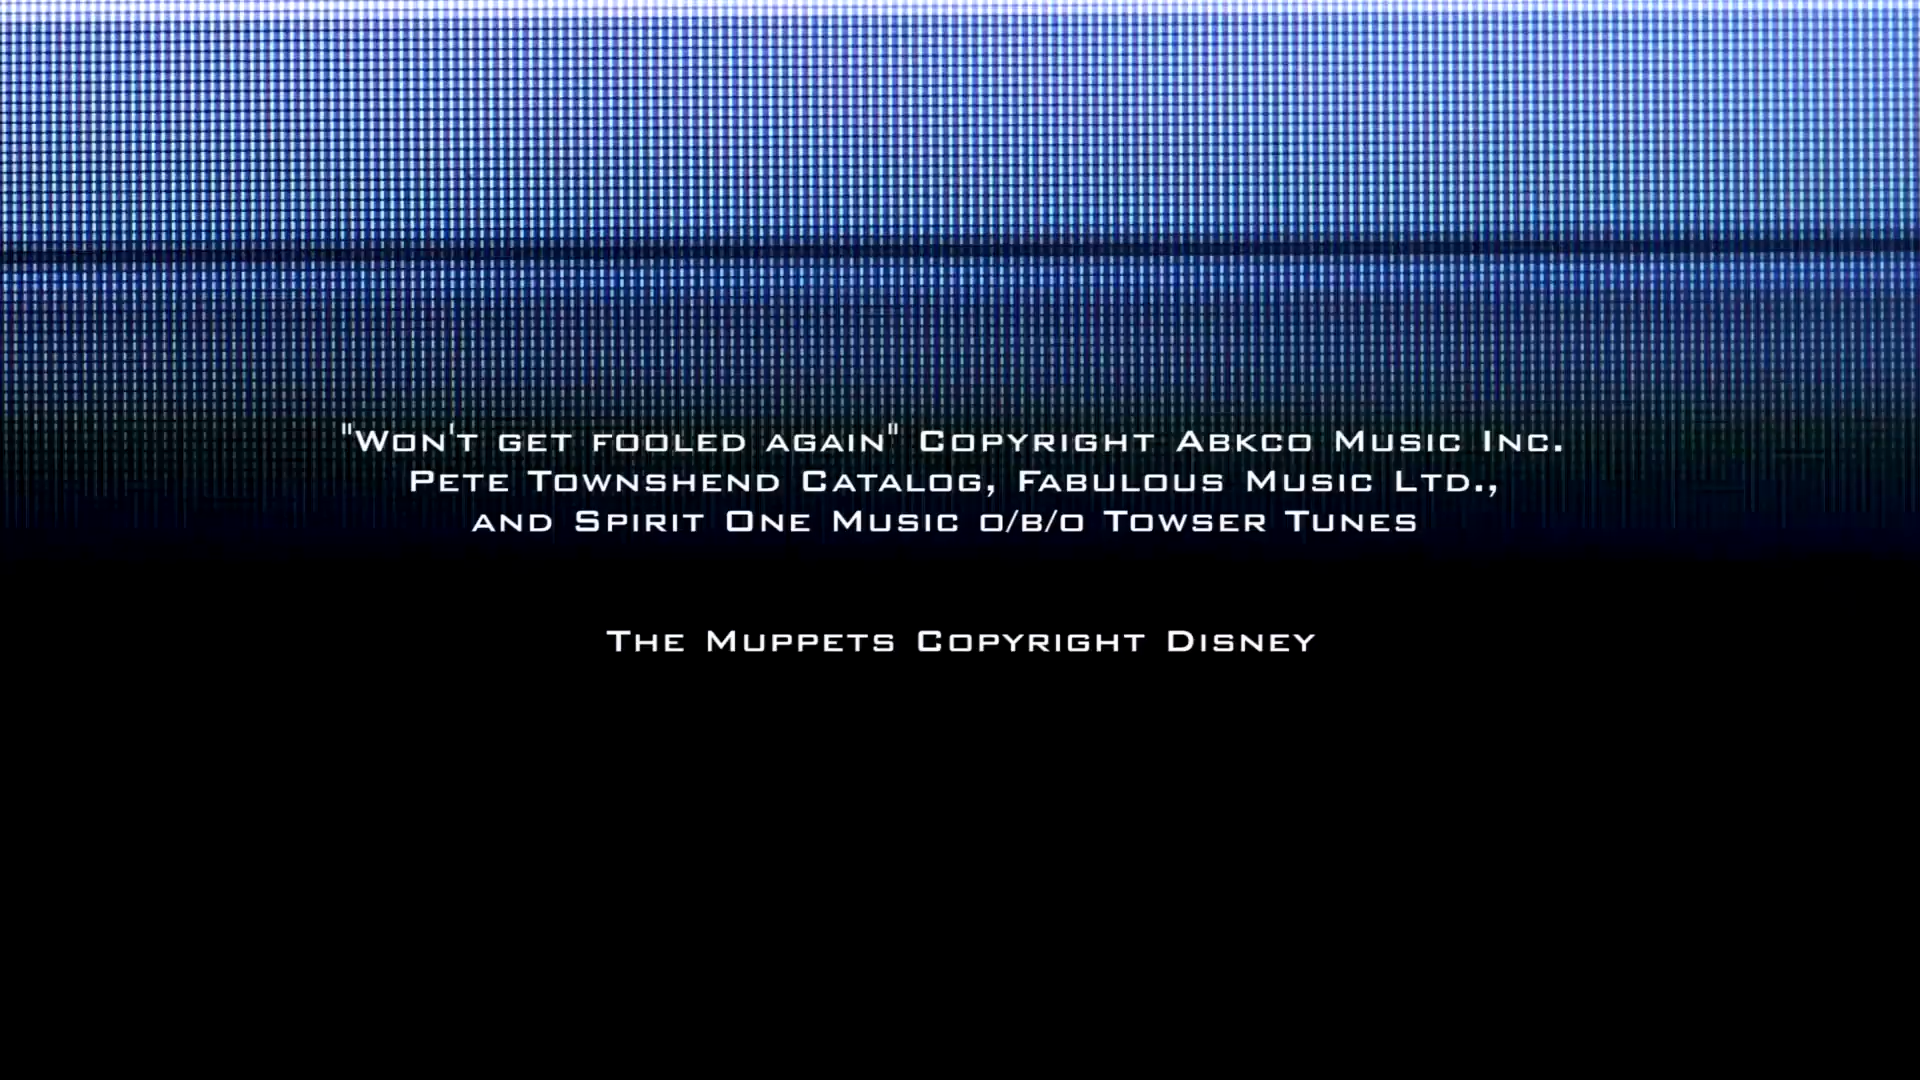 "Won't get fooled again" Copyright Abkco Music Inc.
Pete Townshend Catalog, Fabulous Music Ltd.,
and Spirit One Music o/b/o Towser Tunes
The Muppets Copyright Disney